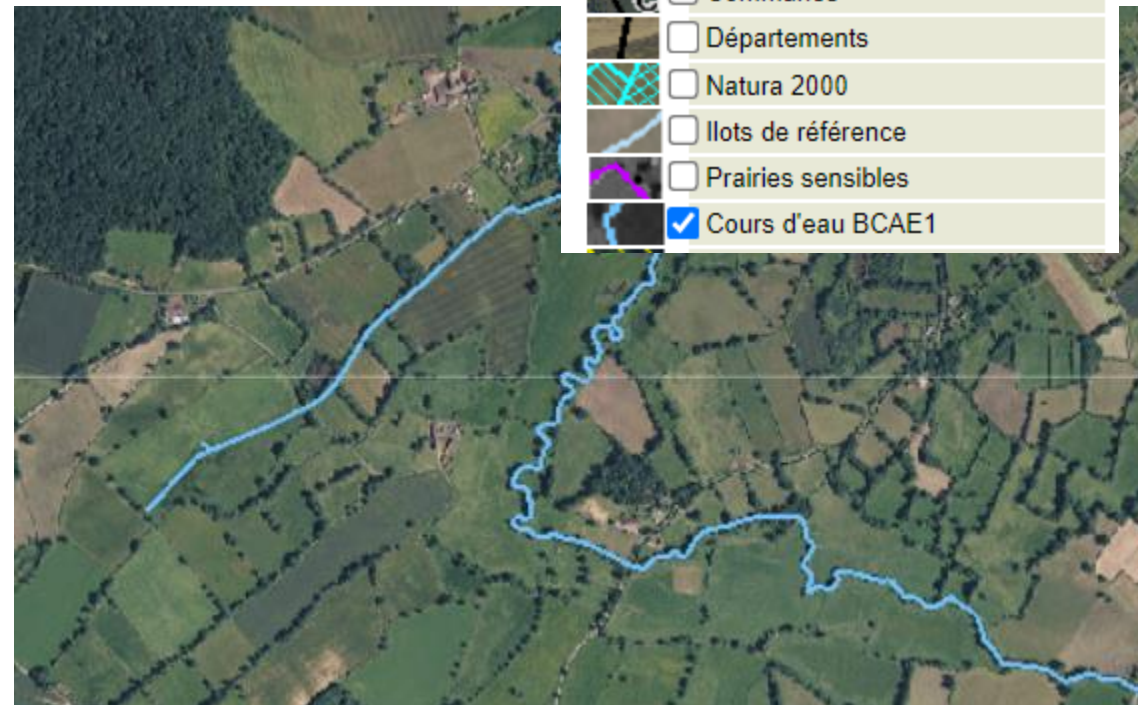 Départements
Natura 2000
Ilots de référence
Prairies sensibles
Cours d'eau BCAE1